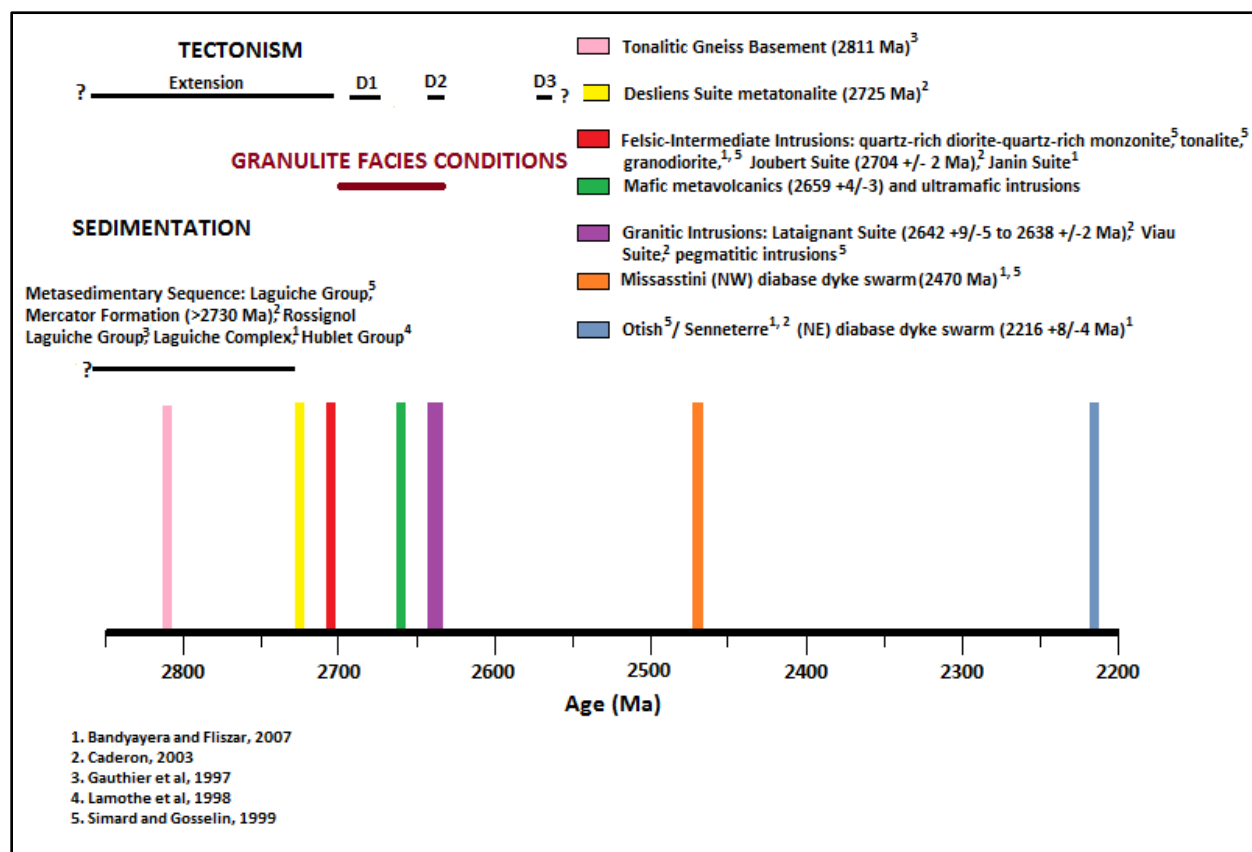 TECTONISM
Extension
D1
D2
D3
?
?
GRANULITE FACIES CONDITIONS
SEDIMENTATION
Metasedimentary Sequence: Laguiche Group,5
Mercator Formation (>2730 Ma),2 Rossignol
Laguiche Group,3 Laguiche Complex,1 Hublet Group4
?
Tonalitic Gneiss Basement (2811 Ma)3
Desliens Suite metatonalite (2725 Ma)2
Felsic-Intermediate Intrusions: quartz-rich diorite-quartz-rich monzonite,5 tonalite,5
granodiorite,1, 5 Joubert Suite (2704 +/- 2 Ma),2 Janin Suite1
Mafic metavolcanics (2659 +4/-3) and ultramafic intrusions
Granitic Intrusions: Lataignant Suite (2642 +9/-5 to 2638 +/-2 Ma),2 Viau
Suite,2 pegmatitic intrusions5
Missasstini (NW) diabase dyke swarm (2470 Ma)1, 5
Otish5/ Senneterre1, 2 (NE) diabase dyke swarm (2216 +8/-4 Ma)1
2800
2700
2600
2500
2400
2300
2200
Age (Ma)
1. Bandyayera and Fliszar, 2007
2. Caderon, 2003
3. Gauthier et al, 1997
4. Lamothe et al, 1998
5. Simard and Gosselin, 1999